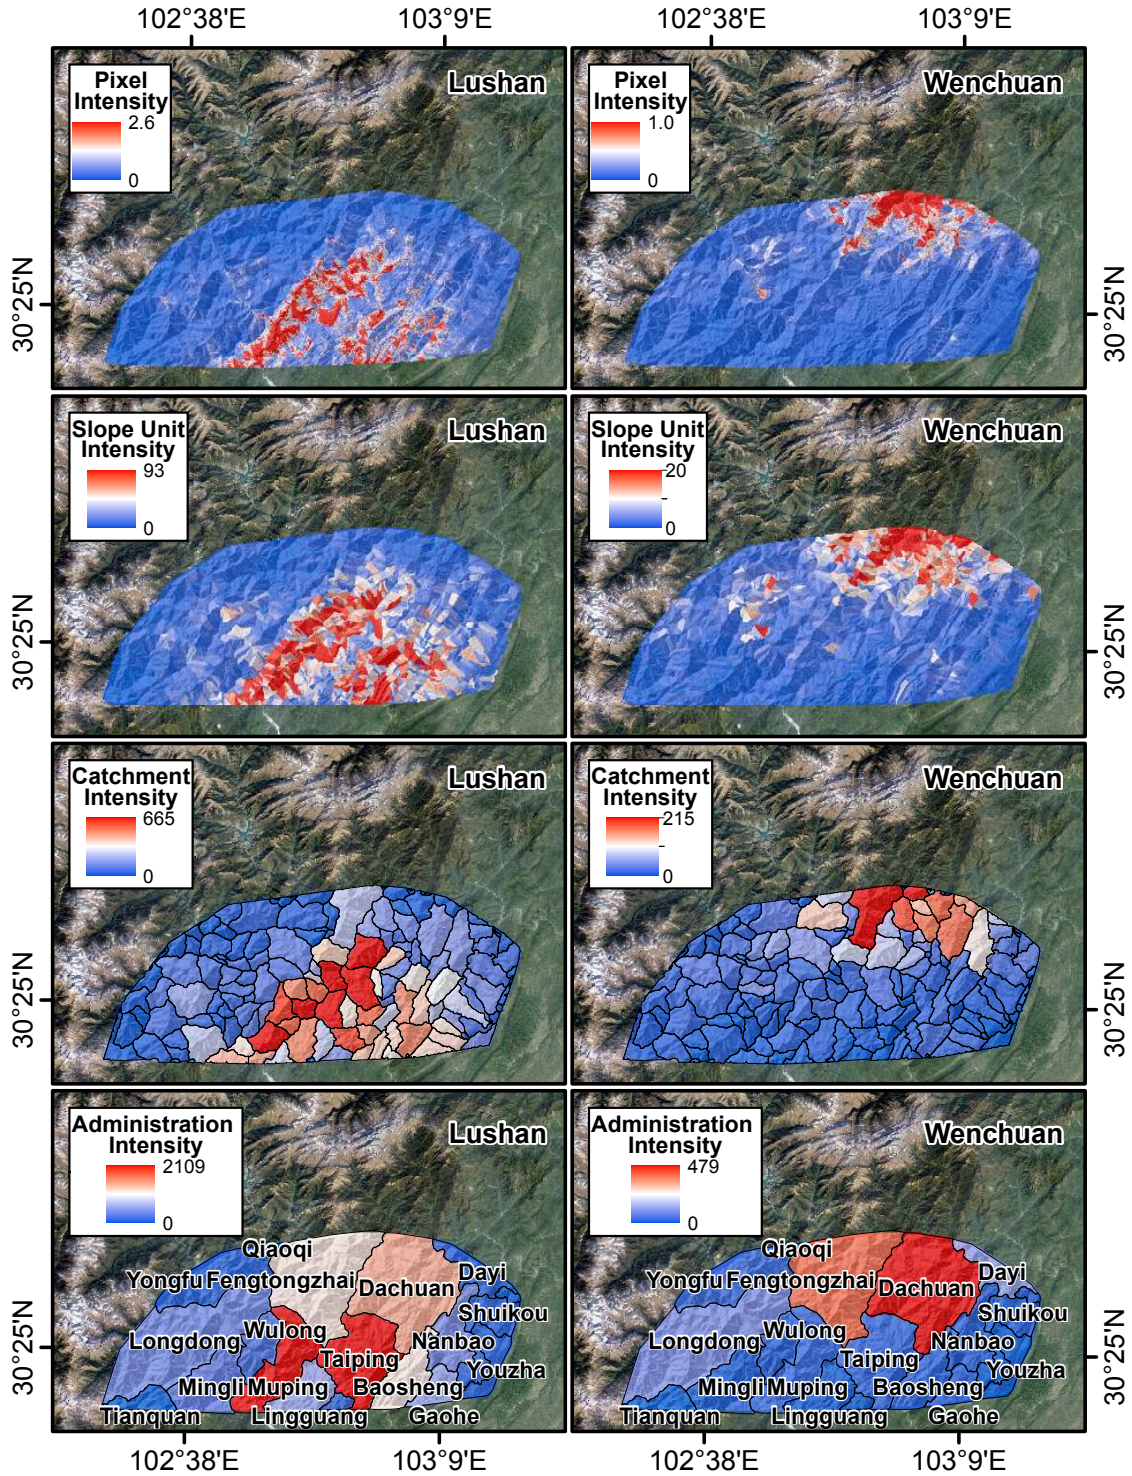 102°38'E 103°9'E 102°38'E 103°9'E
Pixel
Intensity
2.6
0
Lushan
30°25'N
Pixel
Intensity
1.0
0
Wenchuan
30°25'N
Slope Unit
Intensity
93
0
Lushan
30°25'N
Slope Unit
Intensity
20
0
Wenchuan
30°25'N
Catchment
Intensity
665
0
Lushan
30°25'N
Catchment
Intensity
215
0
Wenchuan
30°25'N
Administration
Intensity
2109
0
Lushan
Qiaoqi
Yongfu Fengtongzhai Dachuan Dayi
Shuikou
Longdong Wulong Nanbao
Taiping Youzha
Mingli Muping Baosheng
Tianquan Lingguang Gaohe
30°25'N
Administration
Intensity
479
0
Wenchuan
Qiaoqi
Yongfu Fengtongzhai Dachuan Dayi
Shuikou
Longdong Wulong Nanbao
Taiping Youzha
Mingli Muping Baosheng
Tianquan Lingguang Gaohe
30°25'N
102°38'E 103°9'E 102°38'E 103°9'E